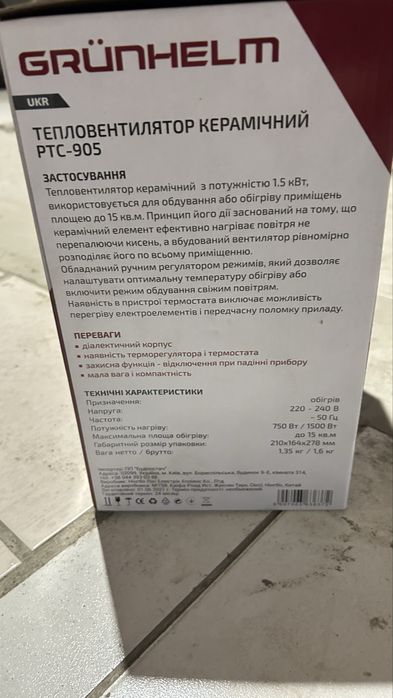 GRÜNHELM
UKR
ТЕПЛОВЕНТИЛЯТОР КЕРАМІЧНИЙ
PTC-905
ЗАСТОСУВАННЯ
Тепловентилятор керамічний з потужністю 1.5 кВт,
використовується для обдування або обігріву приміщень
площею до 15 кв.м. Принцип його дії заснований на тому, що
керамічний елемент ефективно нагріває повітря не
перепалюючи кисень, а вбудований вентилятор рівномірно
розподіляє його по всьому приміщенню.
Обладнаний ручним регулятором режимів, який дозволяє
налаштувати оптимальну температуру обігріву або
включити режим обдування свіжим повітрям.
Наявність в пристрої термостата виключає можливість
перегріву електроелементів і передчасну поломку приладу.
ПЕРЕВАГИ
• діалектичний корпус
• наявність терморегулятора і термостата
• захисна функція - відключення при падінні прибору
• мала вага і компактність
ТЕХНІЧНІ ХАРАКТЕРИСТИКИ
Призначення: обігрів
Напруга: 220 - 240 В
Частота: ~ 50 Гц
Потужність нагріву: 750 Вт / 1500 Вт
Максимальна площа обігріву: до 15 кв.м
Габаритний розмір упаковки: 210x164x278 мм
Вага нетто / брутто: 1,35 кг / 1,6 кг